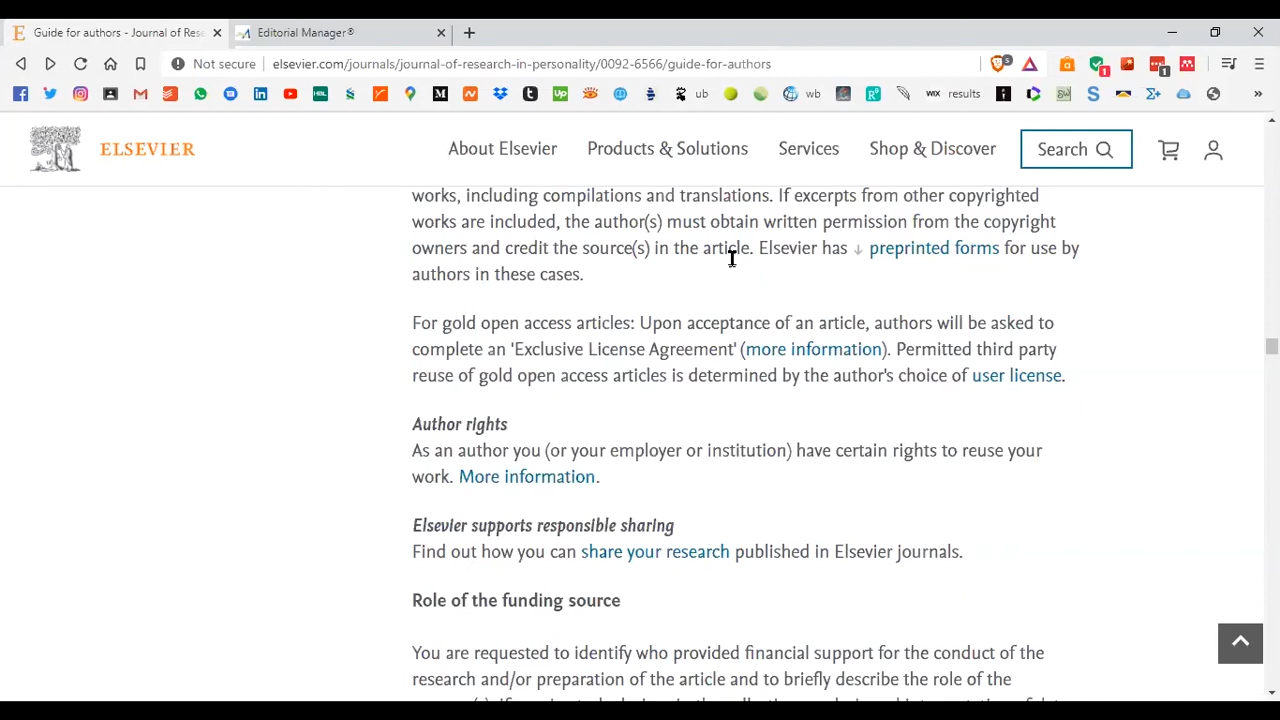 Guide for authors - Journal of Rese
Editorial Manager®
Not secure
elsevier.com/journals/journal-of-research-in-personality/0092-6566/guide-for-authors
ub
wb
WIX results
ELSEVIER
About Elsevier
Products & Solutions
Services
Shop & Discover
Search
works, including compilations and translations. If excerpts from other copyrighted
works are included, the author(s) must obtain written permission from the copyright
owners and credit the source(s) in the article. Elsevier has ↓ preprinted forms for use by
authors in these cases.
For gold open access articles: Upon acceptance of an article, authors will be asked to
complete an 'Exclusive License Agreement' (more information). Permitted third party
reuse of gold open access articles is determined by the author's choice of user license.
Author rights
As an author you (or your employer or institution) have certain rights to reuse your
work. More information.
Elsevier supports responsible sharing
Find out how you can share your research published in Elsevier journals.
Role of the funding source
You are requested to identify who provided financial support for the conduct of the
research and/or preparation of the article and to briefly describe the role of the